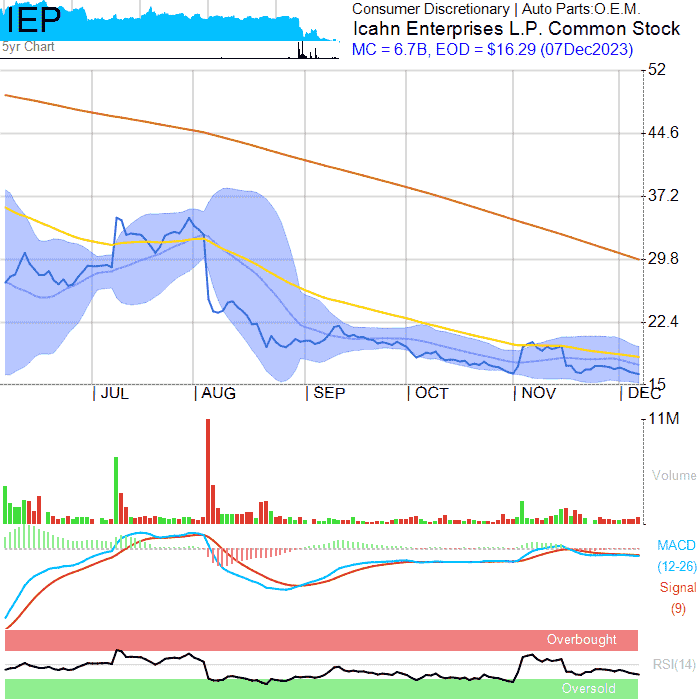 IEP
5yr Chart
Consumer Discretionary | Auto Parts:O.E.M.
Icahn Enterprises L.P. Common Stock
MC = 6.7B, EOD = $16.29 (07Dec2023)
52
44.6
37.2
29.8
22.4
15
JUL AUG SEP OCT NOV DEC
11M
Volume
MACD
(12-26)
Signal
(9)
Overbought
RSI(14)
Oversold